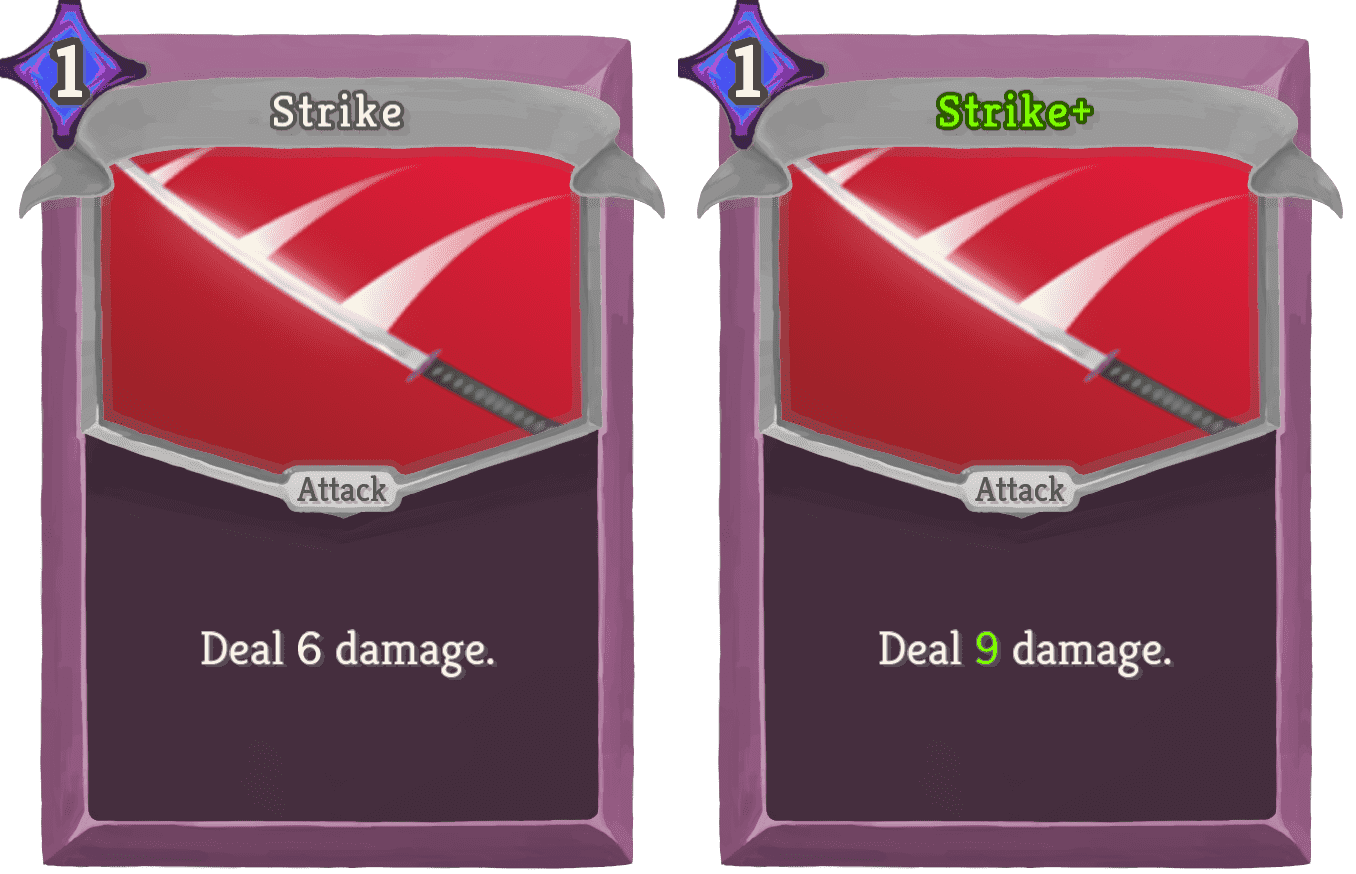 1
Strike
Attack
Deal 6 damage.
1
Strike+
Attack
Deal 9 damage.